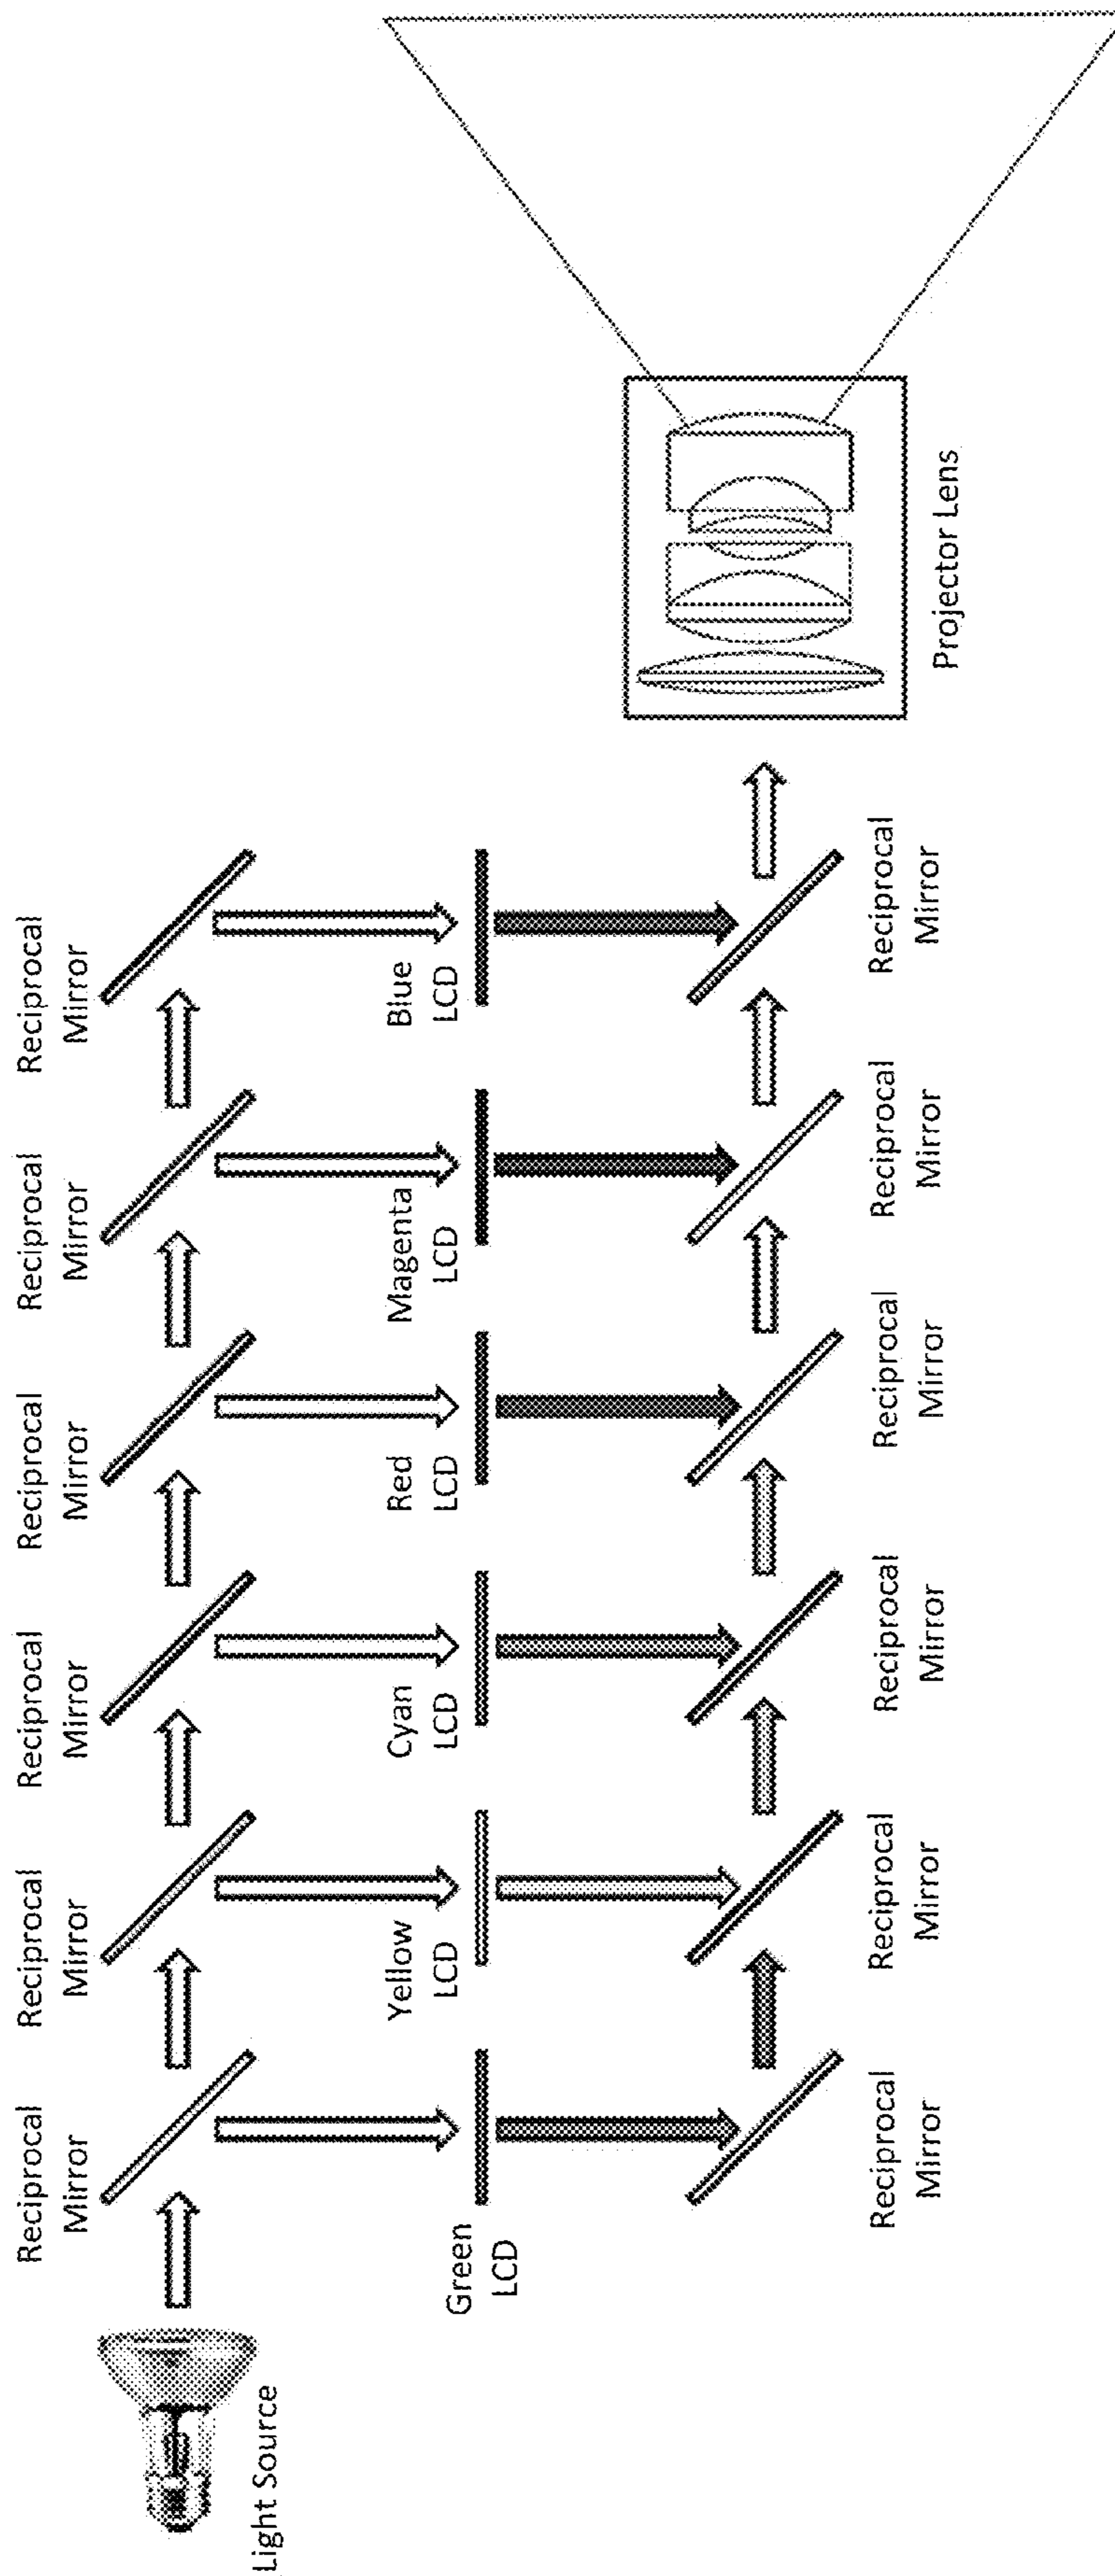 Reciprocal
Mirror
Reciprocal
Mirror
Reciprocal
Mirror
Reciprocal
Mirror
Reciprocal
Mirror
Reciprocal
Mirror
Light Source
Green
LCD
Yellow
LCD
Cyan
LCD
Red
LCD
Magenta
LCD
Blue
LCD
Reciprocal
Mirror
Reciprocal
Mirror
Reciprocal
Mirror
Reciprocal
Mirror
Reciprocal
Mirror
Reciprocal
Mirror
Projector Lens